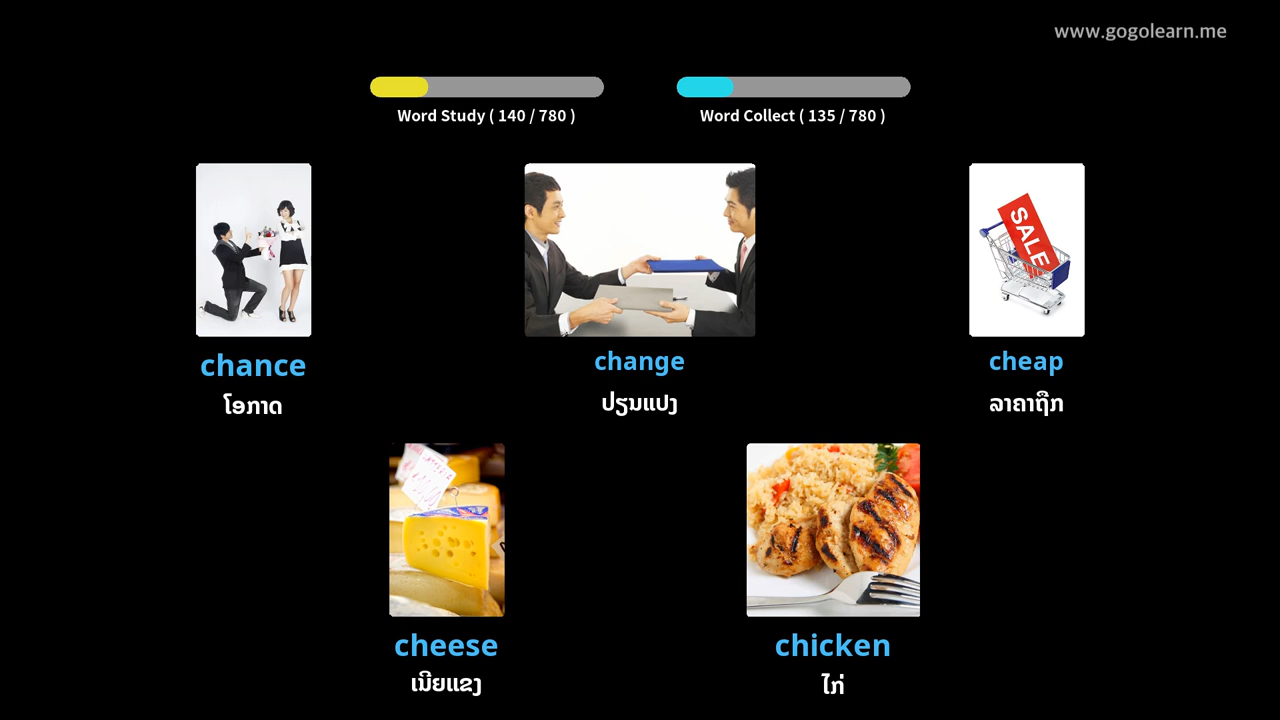 www.gogolearn.me
Word Study ( 140 / 780 )
Word Collect ( 135 / 780 )
SALE
chance
ໂອກາດ
change
ປຽນແປງ
cheap
ລາຄາຖືກ
cheese
ເນີຍແຂງ
chicken
ໄກ່